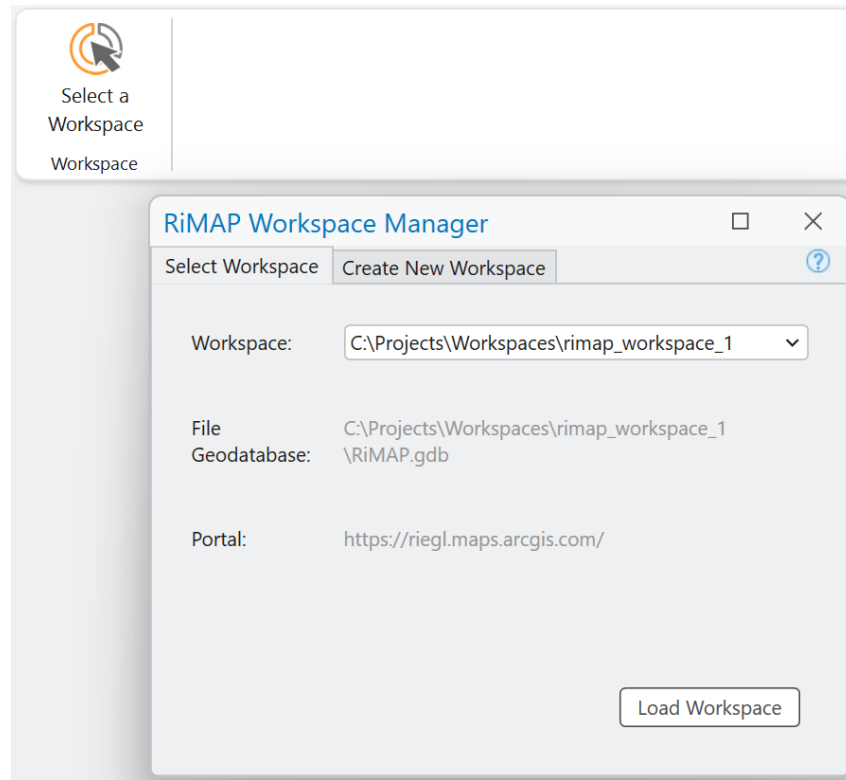 Select a
Workspace
Workspace
RiMAP Workspace Manager
Select Workspace
Create New Workspace
?
Workspace:
C:\Projects\Workspaces\rimap_workspace_1
File
Geodatabase:
C:\Projects\Workspaces\rimap_workspace_1
\RiMAP.gdb
Portal:
https://riegl.maps.arcgis.com/
Load Workspace